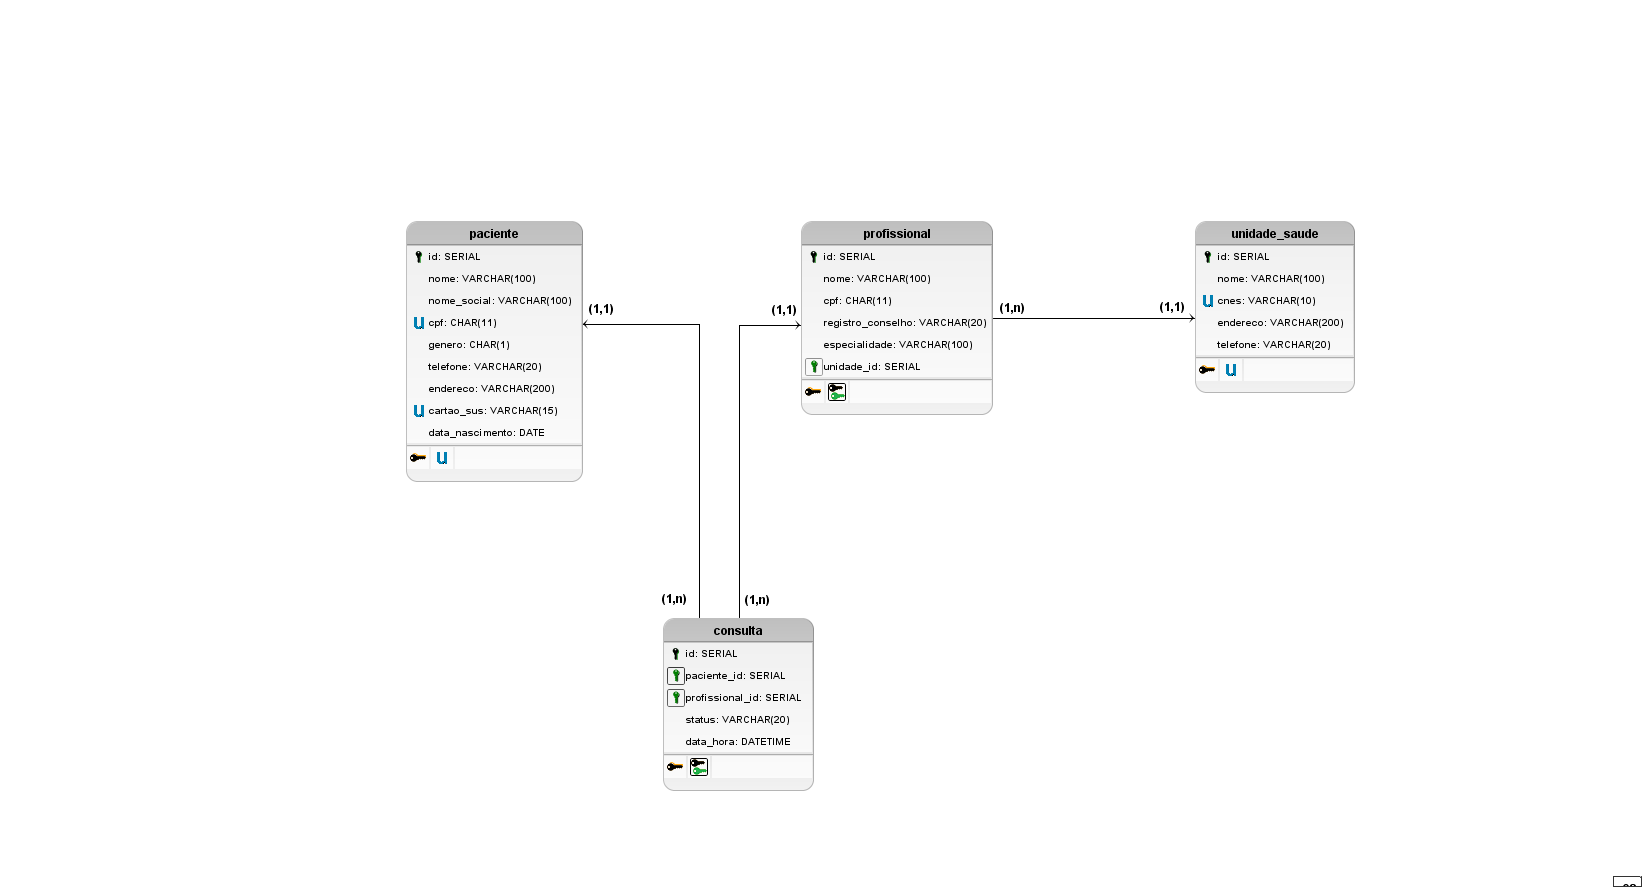 paciente
id: SERIAL
nome: VARCHAR(100)
nome_social: VARCHAR(100)
U cpf: CHAR(11)
genero: CHAR(1)
telefone: VARCHAR(20)
endereco: VARCHAR(200)
U cartao_sus: VARCHAR(15)
data_nascimento: DATE
U
(1,1)
(1,n)
profissional
id: SERIAL
nome: VARCHAR(100)
cpf: CHAR(11)
registro_conselho: VARCHAR(20)
especialidade: VARCHAR(100)
unidade_id: SERIAL
(1,1)
(1,n)
(1,n)
(1,1)
unidade_saude
id: SERIAL
nome: VARCHAR(100)
U cnes: VARCHAR(10)
endereco: VARCHAR(200)
telefone: VARCHAR(20)
U
consulta
id: SERIAL
paciente_id: SERIAL
profissional_id: SERIAL
status: VARCHAR(20)
data_hora: DATETIME